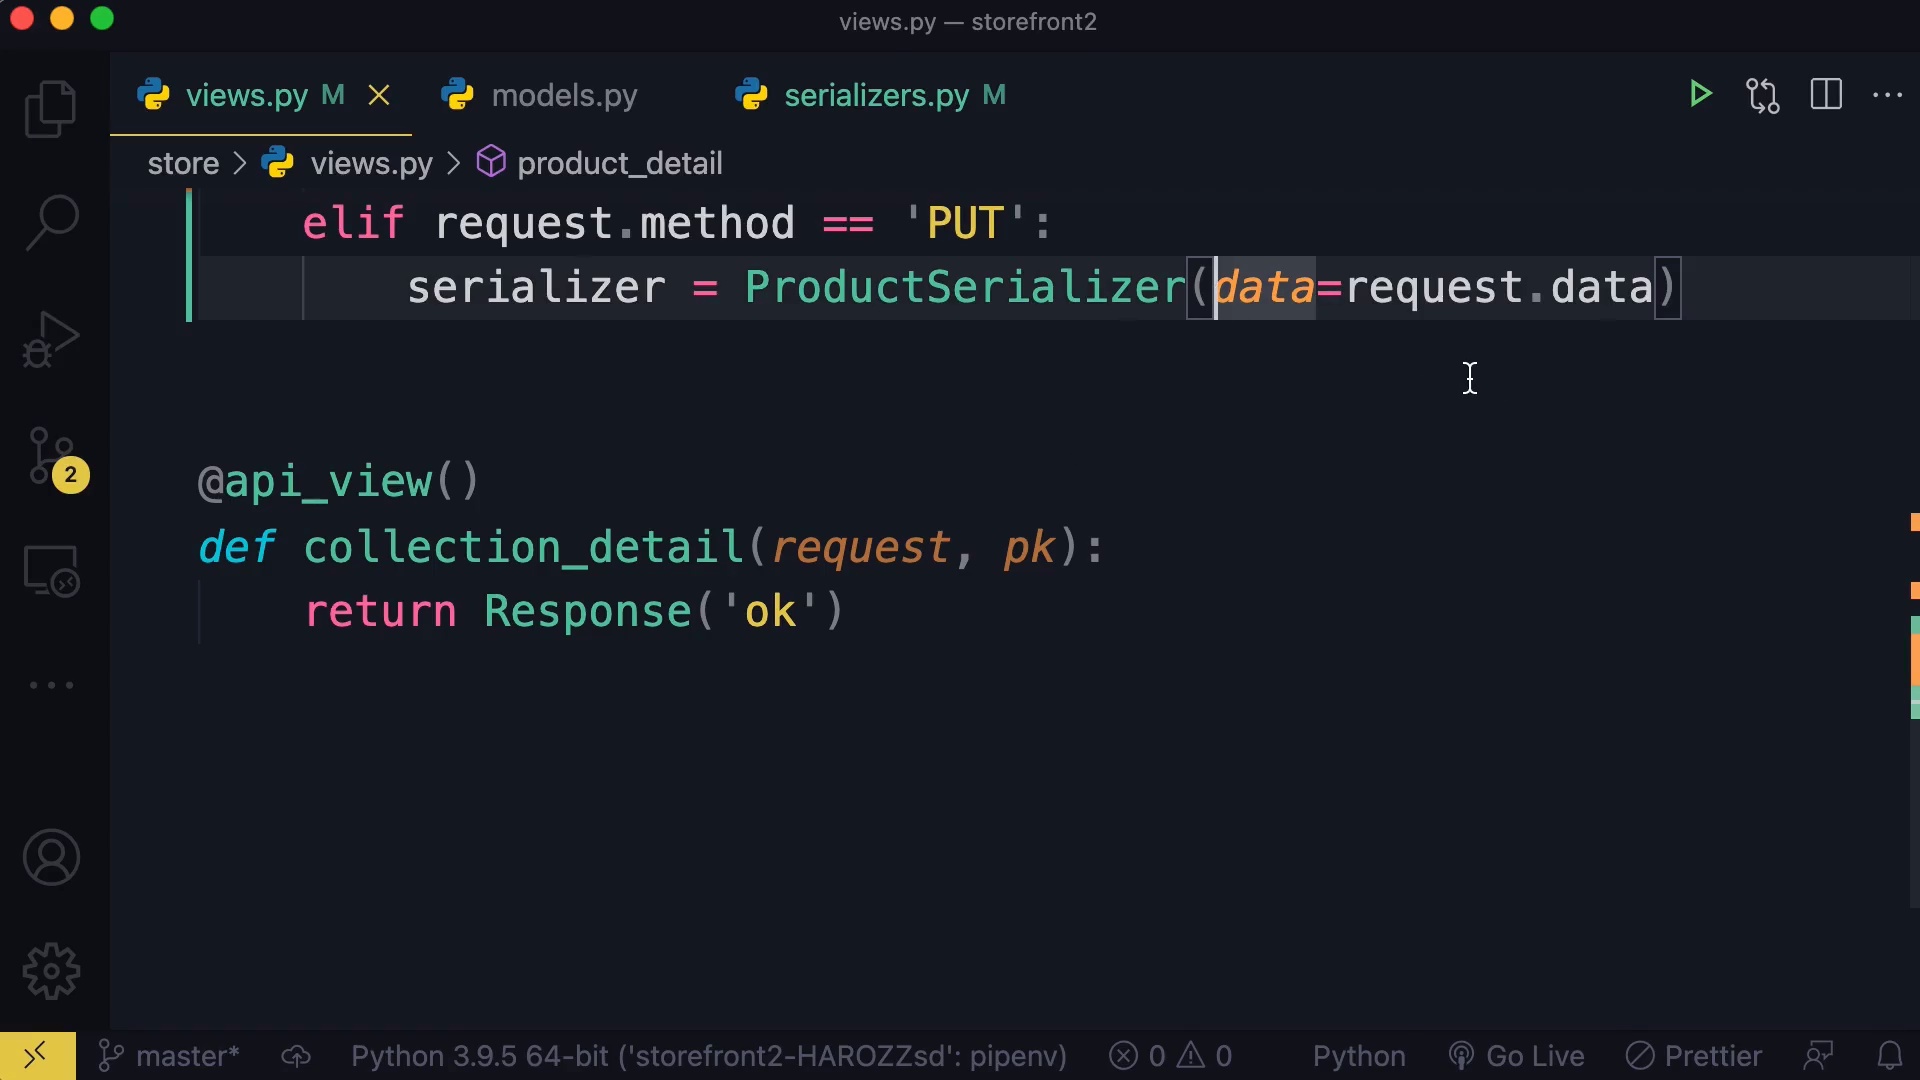 views.py — storefront2
views.py M models.py serializers.py M
store > views.py > product_detail
elif request.method == 'PUT':
serializer = ProductSerializer(data=request.data)
@api_view()
def collection_detail(request, pk):
return Response('ok')
2
master* Python 3.9.5 64-bit ('storefront2-HAROZZsd': pipenv) 0 0 Python Go Live Prettier